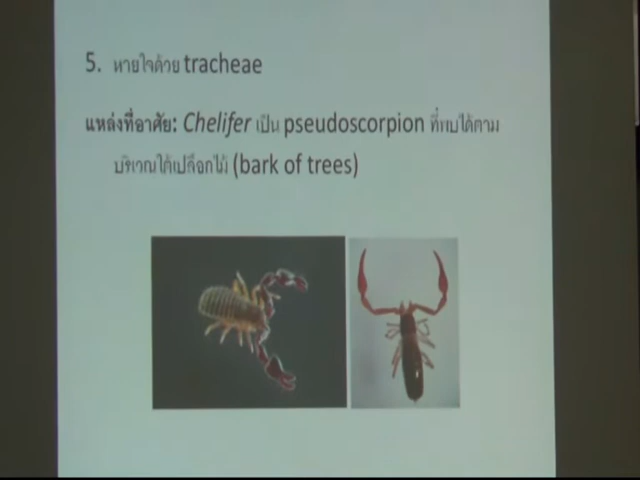 5. หายใจด้วย tracheae
แหล่งที่อาศัย: Chelifer เป็น pseudoscorpion ที่พบได้ตาม
บริเวณใต้เปลือกไม้ (bark of trees)